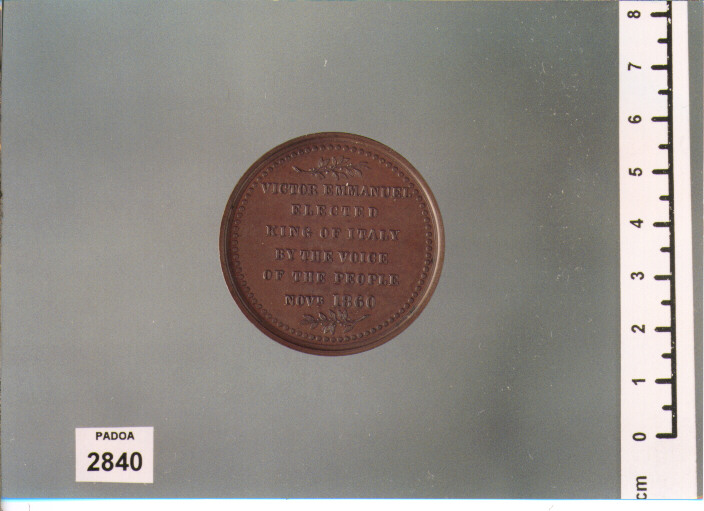 VICTOR EMMANUEL
ELECTED
KING OF ITALY
BY THE VOICE
OF THE PEOPLE
NOVR 1860
PADOA
2840
8
7
6
5
4
3
2
1
0
cm